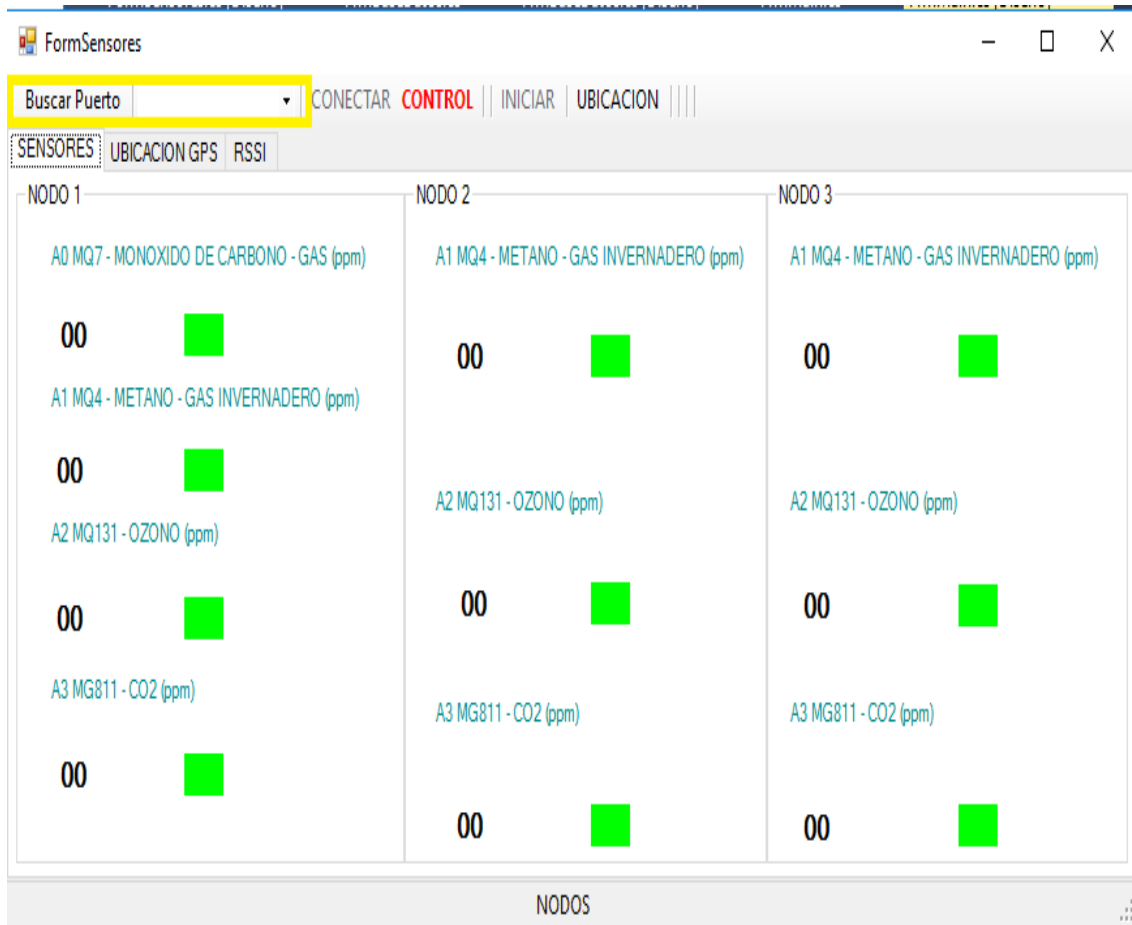 FormSensores
Buscar Puerto CONECTAR CONTROL INICIAR UBICACION
SENSORES UBICACION GPS RSSI
NODO 1
A0 MQ7 - MONOXIDO DE CARBONO - GAS (ppm)
00
A1 MQ4 - METANO - GAS INVERNADERO (ppm)
00
A2 MQ131 - OZONO (ppm)
00
A3 MG811 - CO2 (ppm)
00
NODO 2
A1 MQ4 - METANO - GAS INVERNADERO (ppm)
00
A2 MQ131 - OZONO (ppm)
00
A3 MG811 - CO2 (ppm)
00
NODO 3
A1 MQ4 - METANO - GAS INVERNADERO (ppm)
00
A2 MQ131 - OZONO (ppm)
00
A3 MG811 - CO2 (ppm)
00
NODOS